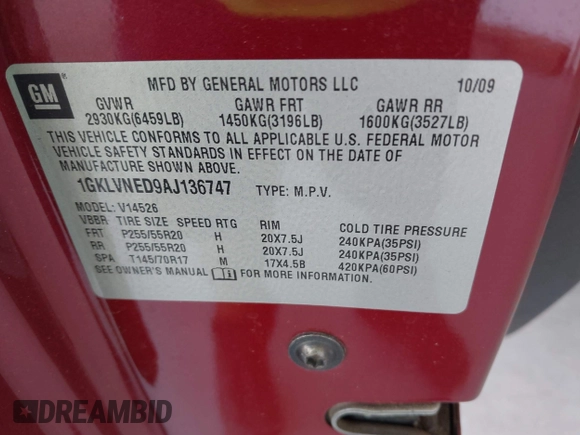 GM ®
MFD BY GENERAL MOTORS LLC 10/09
GVWR GAWR FRT GAWR RR
2930KG(6459LB) 1450KG(3196LB) 1600KG(3527LB)
THIS VEHICLE CONFORMS TO ALL APPLICABLE U.S. FEDERAL MOTOR
VEHICLE SAFETY STANDARDS IN EFFECT ON THE DATE OF
MANUFACTURE SHOWN ABOVE.
1GKLVNED9AJ136747 TYPE: M.P.V.
MODEL: V14526
VBBR TIRE SIZE SPEED RTG RIM COLD TIRE PRESSURE
FRT P255/55R20 H 20X7.5J 240KPA(35PSI)
RR P255/55R20 H 20X7.5J 240KPA(35PSI)
SPA T145/70R17 M 17X4.5B 420KPA(60PSI)
SEE OWNER'S MANUAL FOR MORE INFORMATION.
DREAMBID